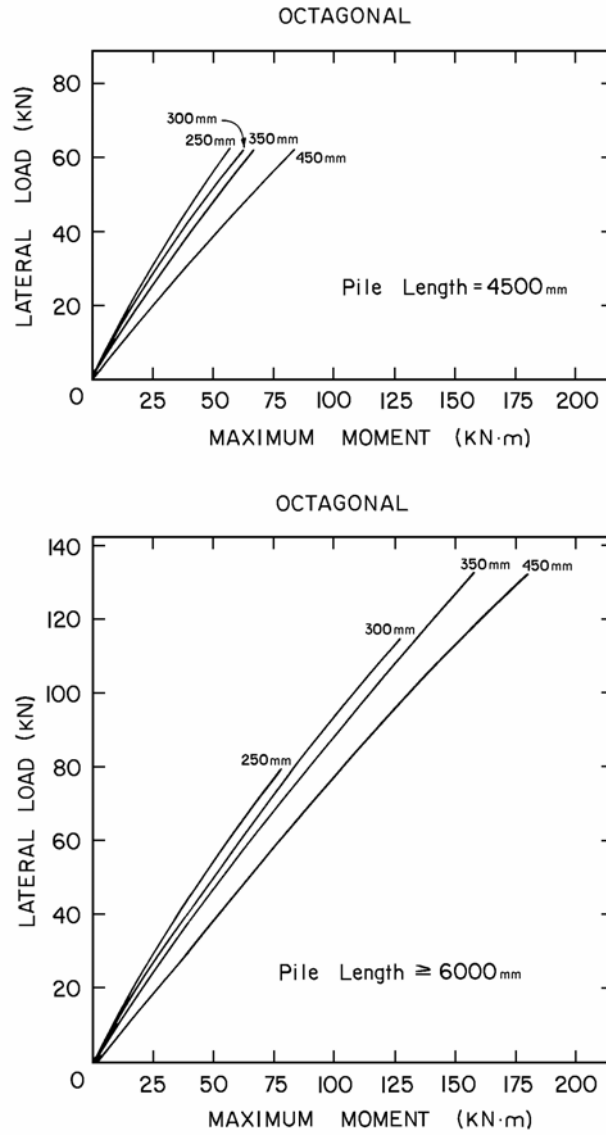 OCTAGONAL
LATERAL LOAD (KN)
80
60
40
20
0
300mm
250mm
350mm
450mm
Pile Length = 4500mm
25 50 75 100 125 150 175 200
MAXIMUM MOMENT (KN·m)
OCTAGONAL
LATERAL LOAD (KN)
140
120
100
80
60
40
20
0
350mm 450mm
300mm
250mm
Pile Length ≥ 6000mm
25 50 75 100 125 150 175 200
MAXIMUM MOMENT (KN·m)